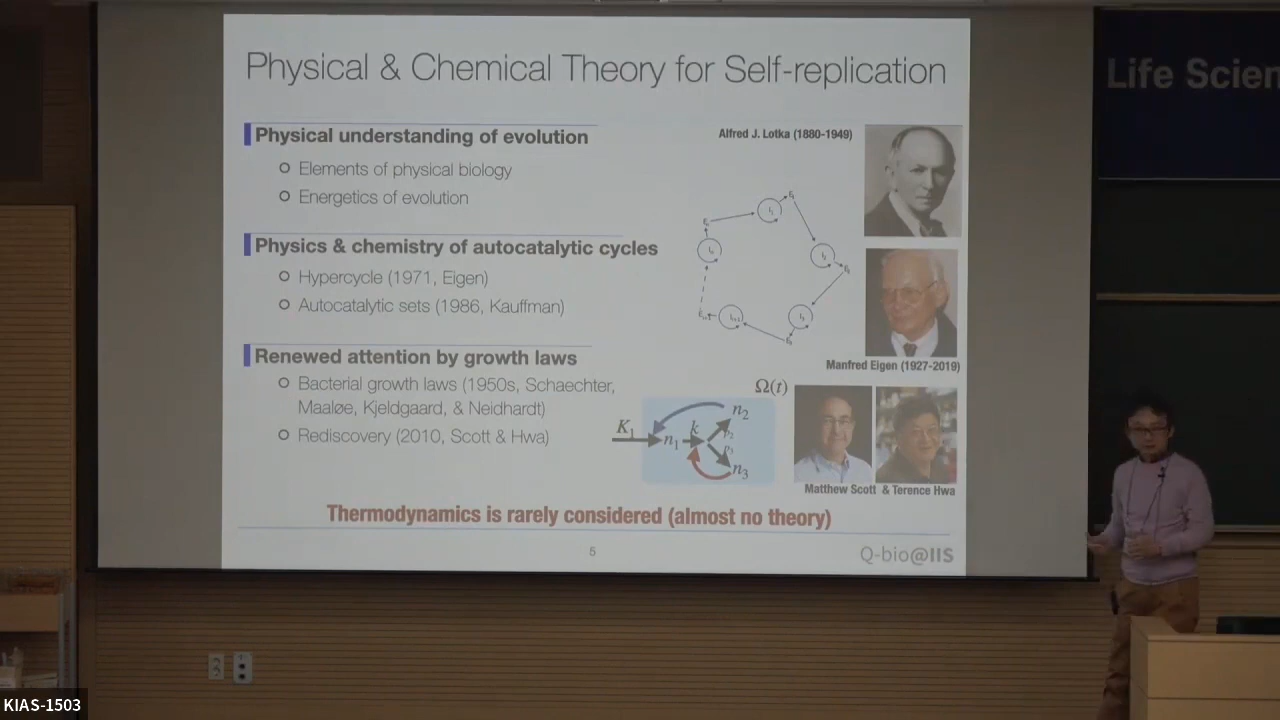 Physical & Chemical Theory for Self-replication
Life Scien
Physical understanding of evolution
Elements of physical biology
Energetics of evolution
Alfred J. Lotka (1880-1949)
Physics & chemistry of autocatalytic cycles
Hypercycle (1971, Eigen)
Autocatalytic sets (1986, Kauffman)
Manfred Eigen (1927-2019)
Renewed attention by growth laws
Bacterial growth laws (1950s, Schaechter,
Maaløe, Kjeldgaard, & Neidhardt)
Rediscovery (2010, Scott & Hwa)
Ω(t)
K₁
n₁
k
n₂
n₃
Matthew Scott & Terence Hwa
Thermodynamics is rarely considered (almost no theory)
5
Q-bio@IIS
KIAS-1503